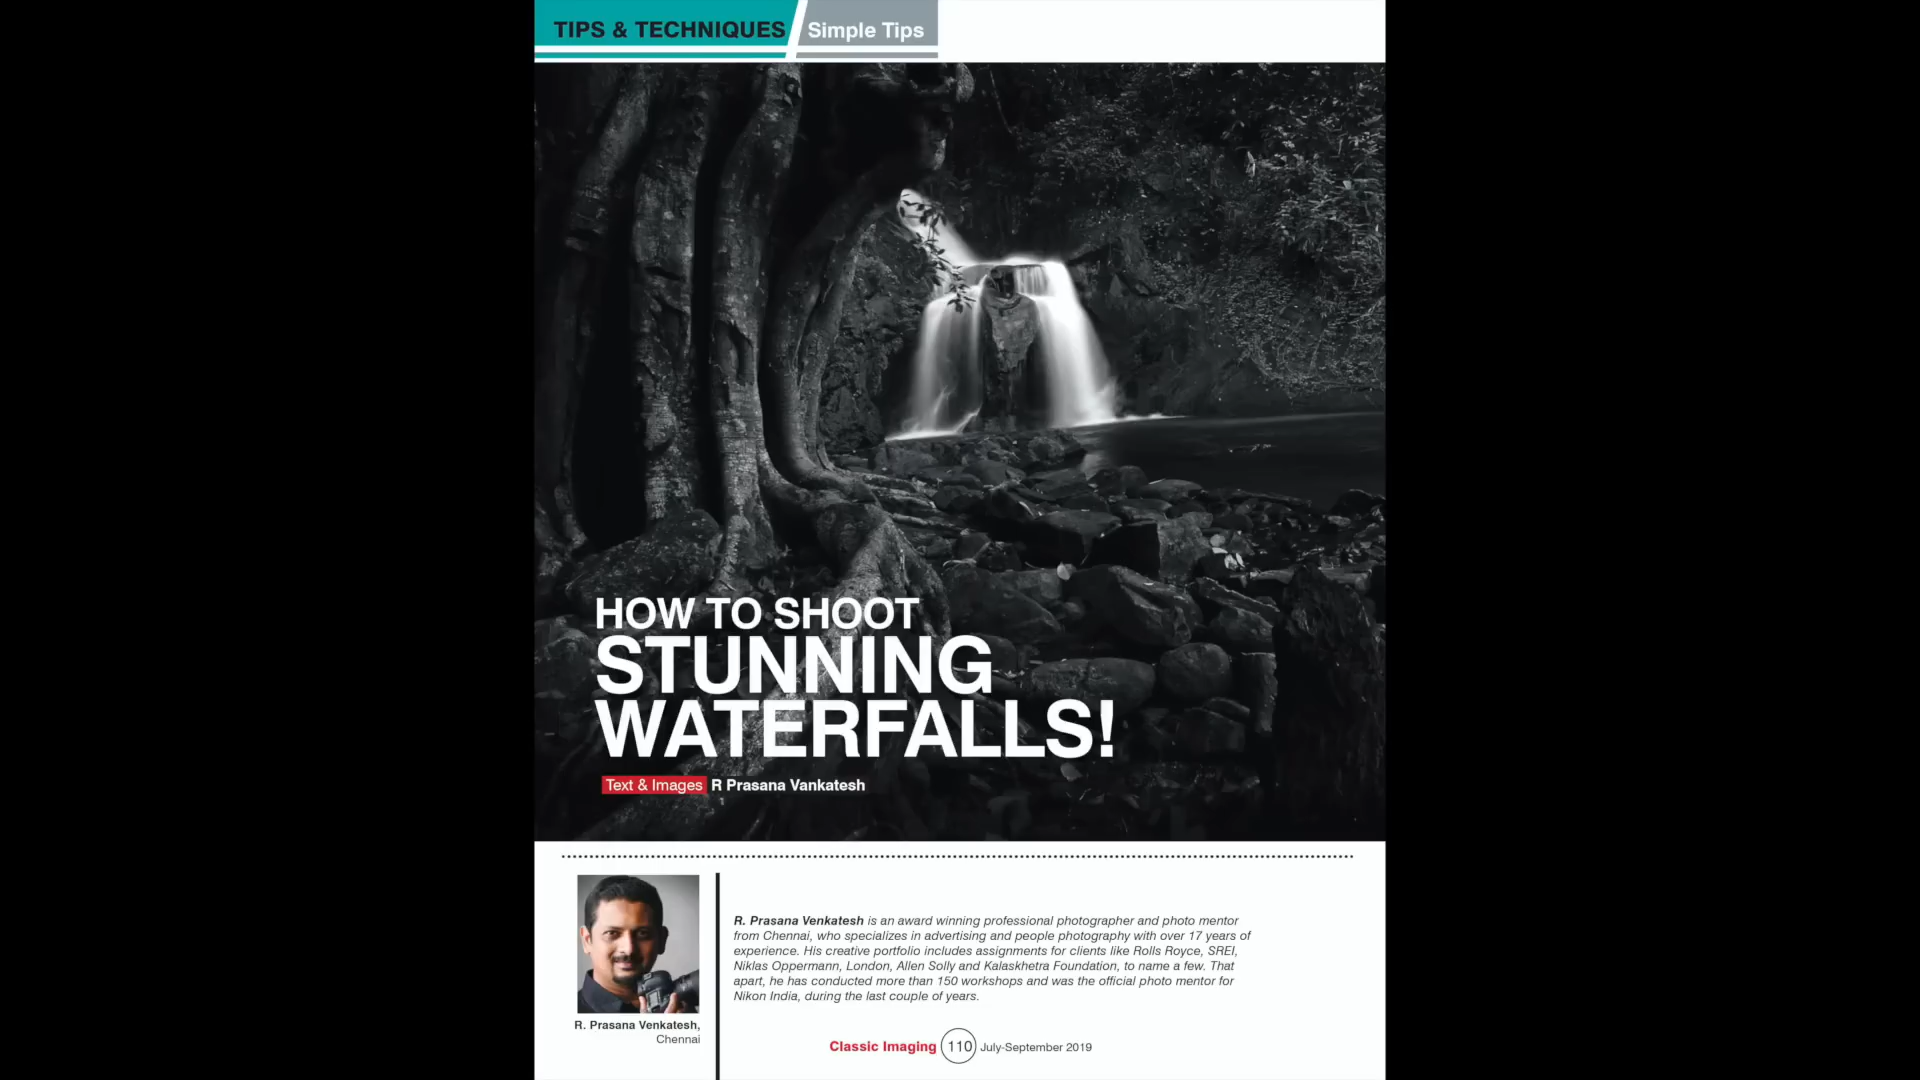 TIPS & TECHNIQUES Simple Tips
HOW TO SHOOT
STUNNING
WATERFALLS!
Text & Images R Prasana Vankatesh
R. Prasana Venkatesh is an award winning professional photographer and photo mentor
from Chennai, who specializes in advertising and people photography with over 17 years of
experience. His creative portfolio includes assignments for clients like Rolls Royce, SREI,
Niklas Oppermann, London, Allen Solly and Kalaskhetra Foundation, to name a few. That
apart, he has conducted more than 150 workshops and was the official photo mentor for
Nikon India, during the last couple of years.
R. Prasana Venkatesh,
Chennai
Classic Imaging 110 July-September 2019